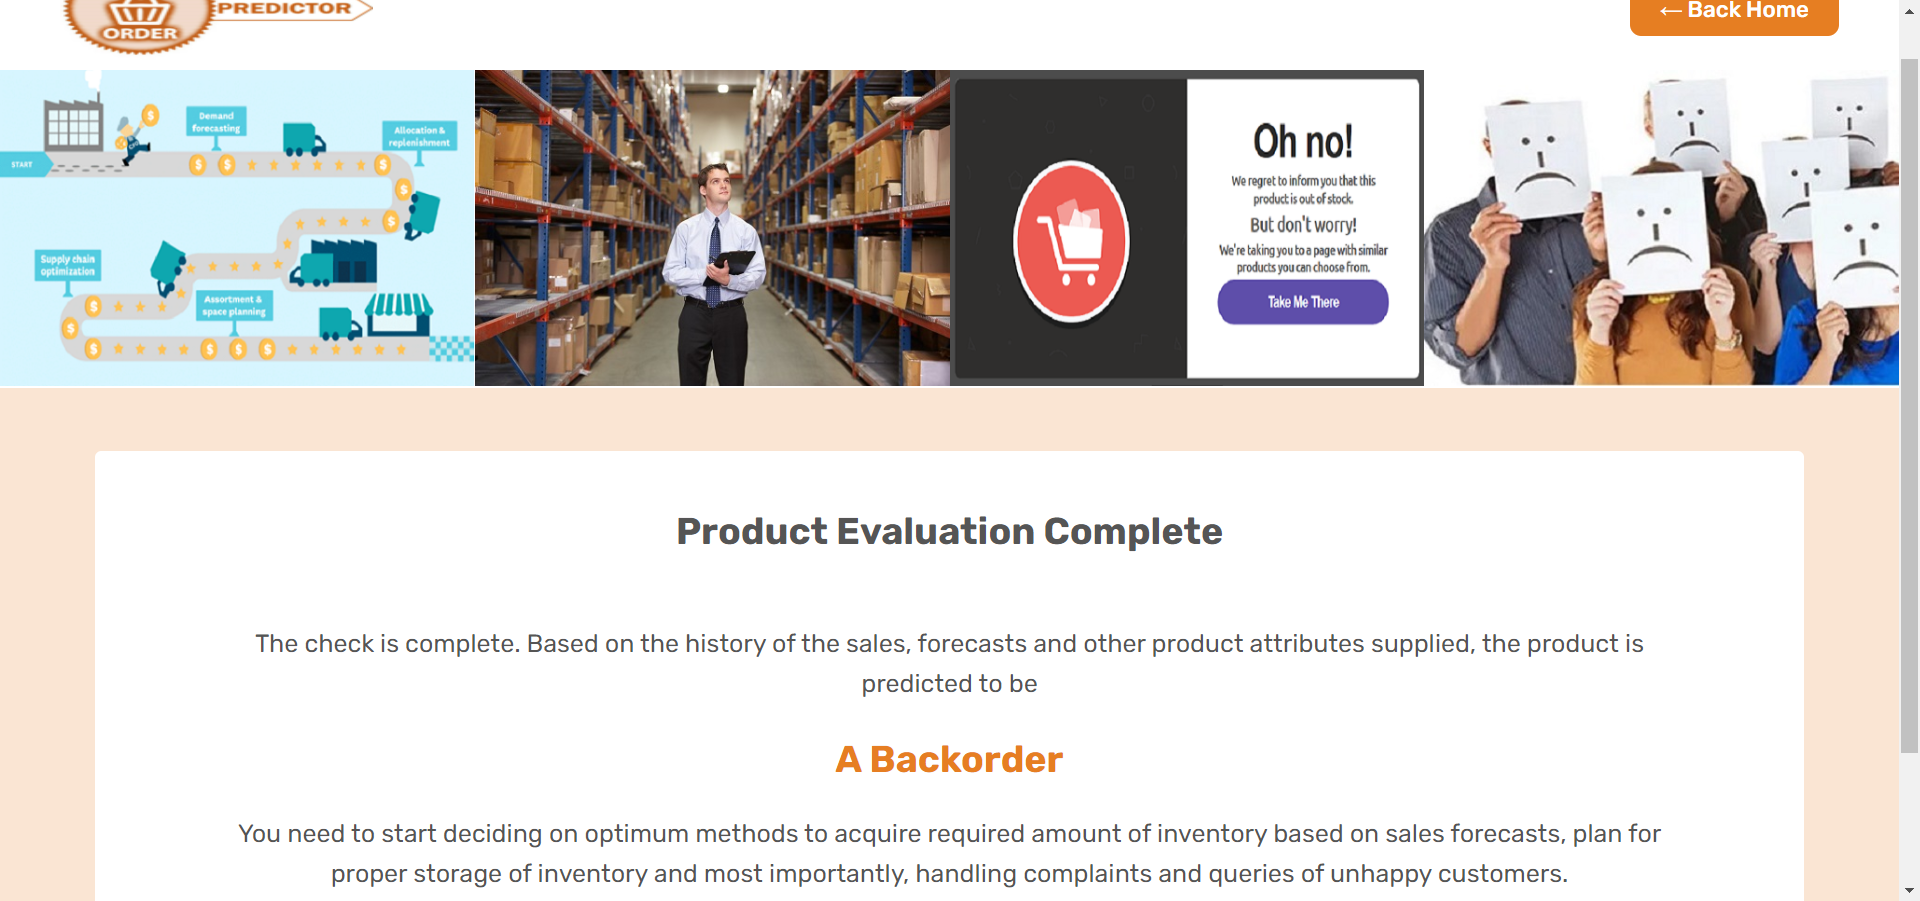 PREDICTOR
ORDER
← Back Home
Demand
forecasting
Allocation &
replenishment
START
Supply chain
optimization
Assortment &
space planning
Oh no!
We regret to inform you that this
product is out of stock.
But don't worry!
We're taking you to a page with similar
products you can choose from.
Take Me There
Product Evaluation Complete
The check is complete. Based on the history of the sales, forecasts and other product attributes supplied, the product is
predicted to be
A Backorder
You need to start deciding on optimum methods to acquire required amount of inventory based on sales forecasts, plan for
proper storage of inventory and most importantly, handling complaints and queries of unhappy customers.